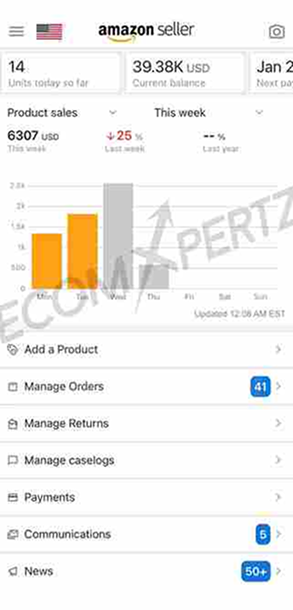 amazon seller
14
Units today so far
39.38K USD
Current balance
Jan 2
Next pay
Product sales
This week
6307 USD
This week
↓25 %
Last week
-- %
Last year
2.5k
2k
1.5k
1k
500
0
Mon Tue Wed Thu Fri Sat Sun
ECOMXPERTZ
Updated 12:08 AM EST
Add a Product
Manage Orders 41
Manage Returns
Manage caselogs
Payments
Communications 5
News 50+